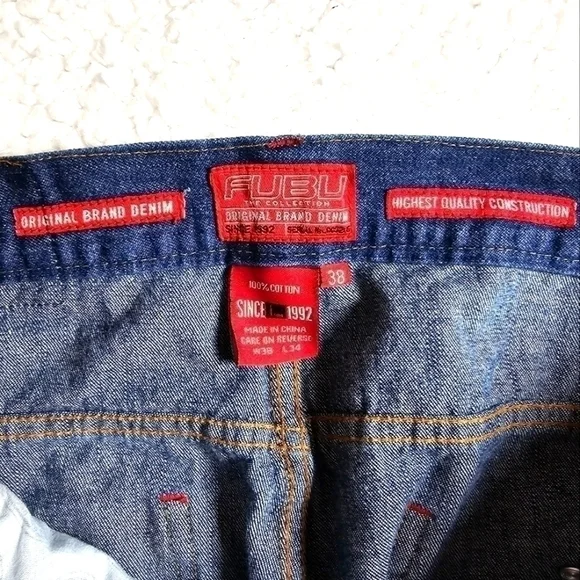 ORIGINAL BRAND DENIM
FUBU
THE COLLECTION
ORIGINAL BRAND DENIM
SINCE 1992
HIGHEST QUALITY CONSTRUCTION
38
100% COTTON
SINCE 1992
MADE IN CHINA
CARE ON REVERSE
W38 L34